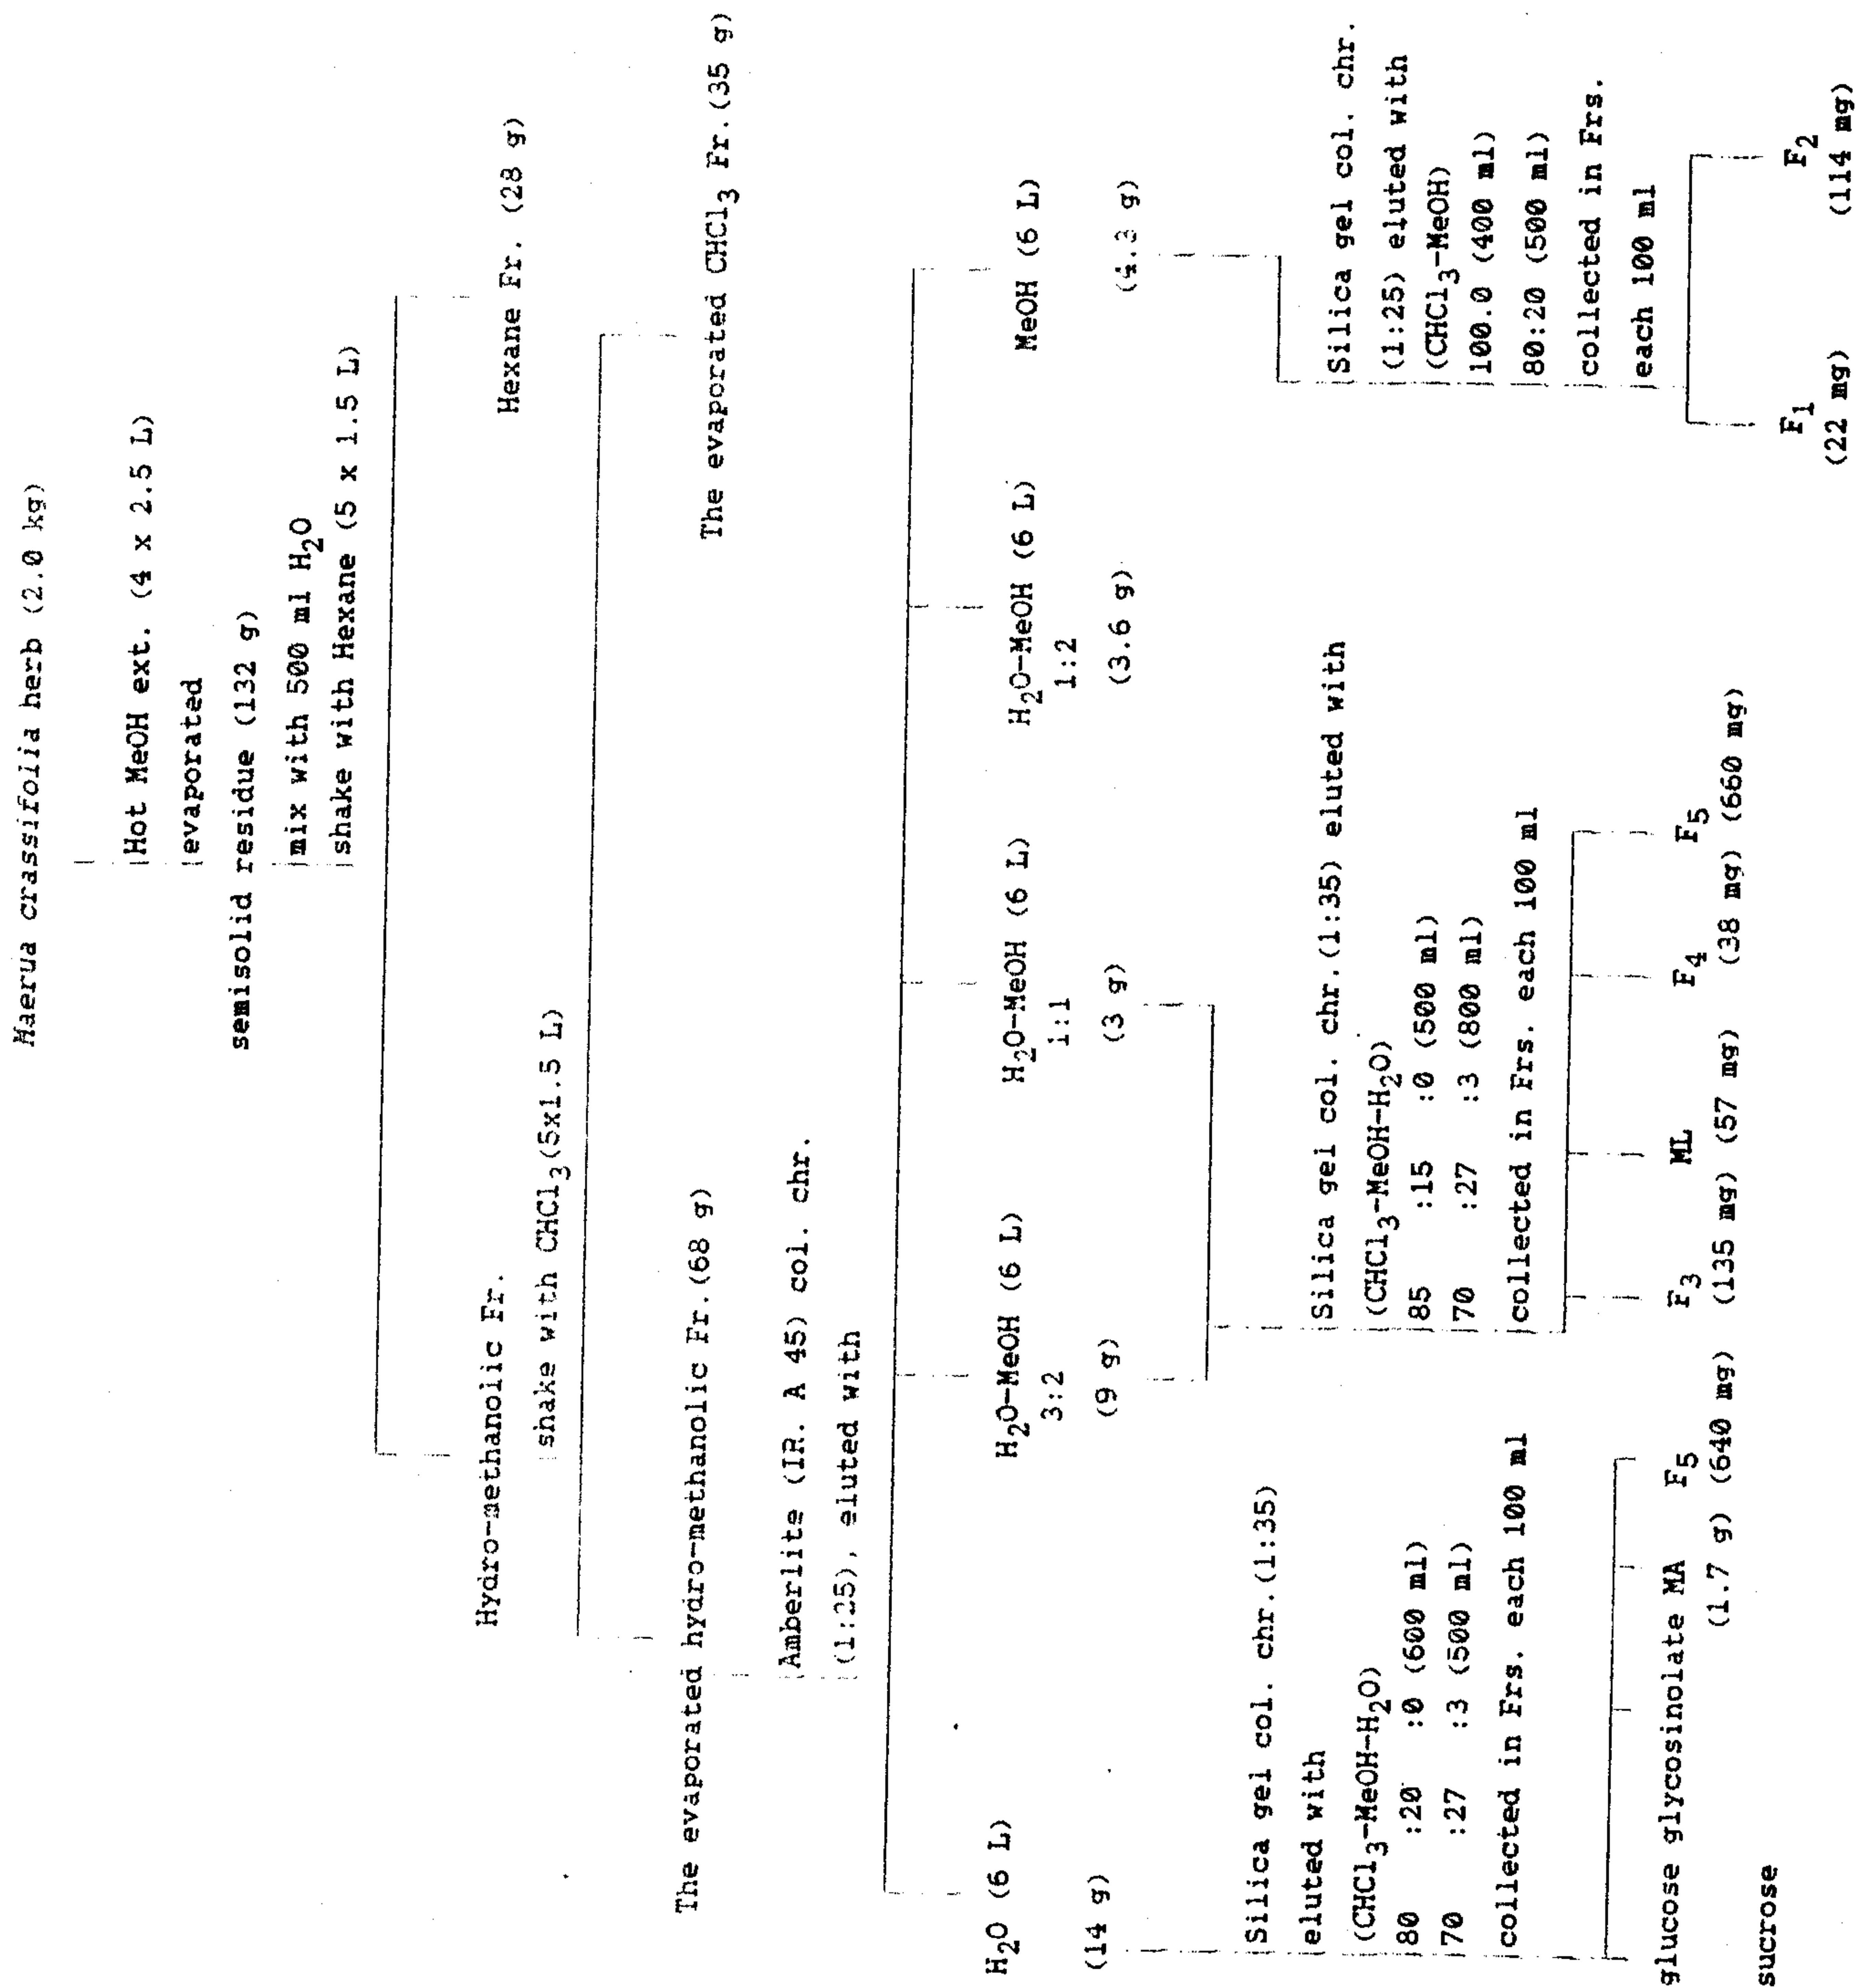 Maerua crassifolia herb (2.0 kg)
Hot MeOH ext. (4 x 2.5 L)
evaporated
semisolid residue (132 g)
mix with 500 ml H2O
shake with Hexane (5 x 1.5 L)
Hydro-methanolic Fr.
Hexane Fr. (28 g)
shake with CHCl3(5x1.5 L)
The evaporated hydro-methanolic Fr.(68 g)
The evaporated CHCl3 Fr.(35 g)
Amberlite (IR. A 45) col. chr.
(1:25), eluted with
H2O (6 L)
(14 g)
H2O-MeOH (6 L)
3:2
(9 g)
H2O-MeOH (6 L)
1:1
(3 g)
H2O-MeOH (6 L)
1:2
(3.6 g)
MeOH (6 L)
(4.3 g)
Silica gel col. chr.(1:35)
eluted with
(CHCl3-MeOH-H2O)
80 :20 :0 (600 ml)
70 :27 :3 (500 ml)
collected in Frs. each 100 ml
glucose glycosinolate MA F5
(1.7 g) (640 mg)
sucrose
Silica gel col. chr.(1:35) eluted with
(CHCl3-MeOH-H2O)
85 :15 :0 (500 ml)
70 :27 :3 (800 ml)
collected in Frs. each 100 ml
F3 ML F4 F5
(135 mg) (57 mg) (38 mg) (660 mg)
Silica gel col. chr.
(1:25) eluted with
(CHCl3-MeOH)
100.0 (400 ml)
80:20 (500 ml)
collected in Frs.
each 100 ml
F1 F2
(22 mg) (114 mg)